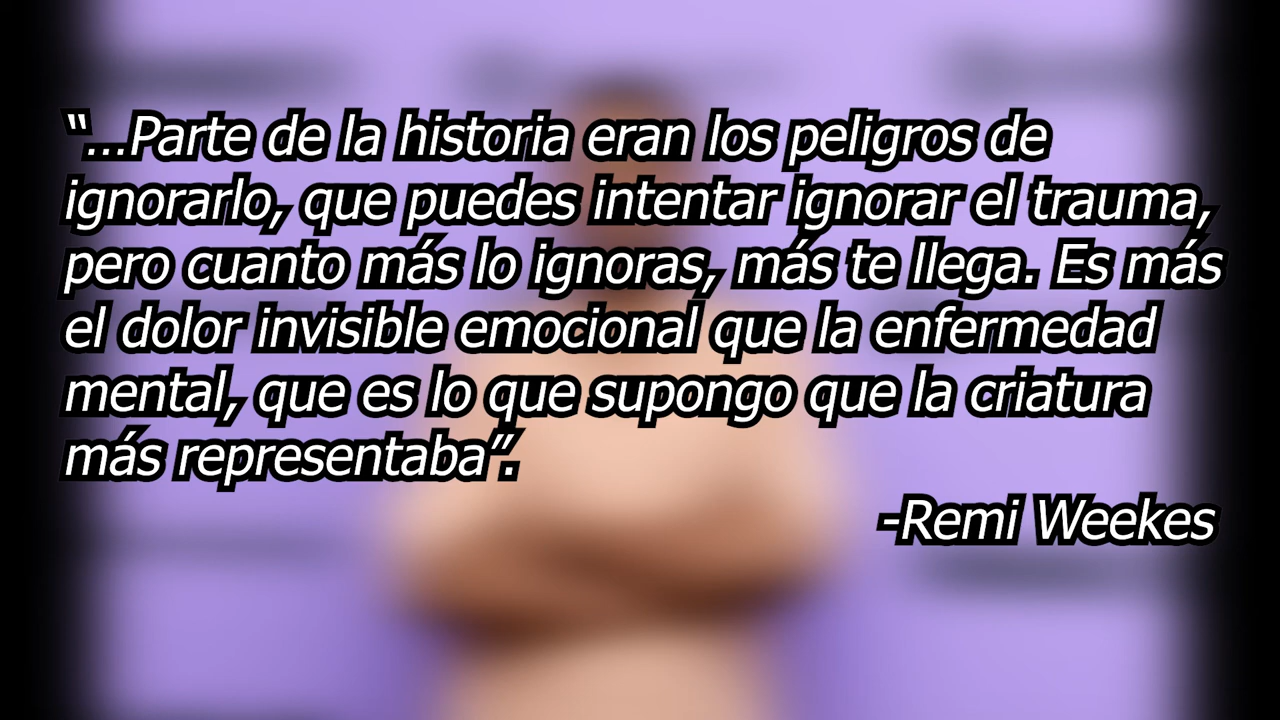 “...Parte de la historia eran los peligros de
ignorarlo, que puedes intentar ignorar el trauma,
pero cuanto más lo ignoras, más te llega. Es más
el dolor invisible emocional que la enfermedad
mental, que es lo que supongo que la criatura
más representaba”.
-Remi Weekes